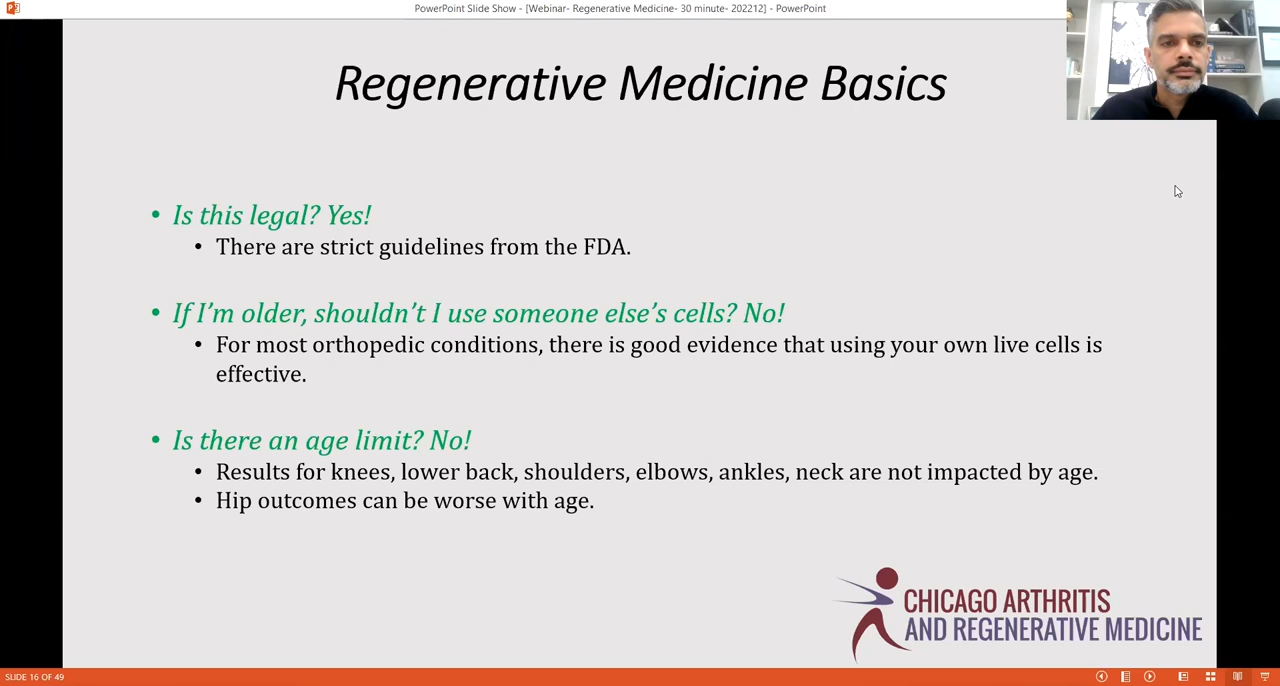 PowerPoint Slide Show - [Webinar- Regenerative Medicine- 30 minute- 202212] - PowerPoint
Regenerative Medicine Basics
• Is this legal? Yes!
• There are strict guidelines from the FDA.
• If I’m older, shouldn’t I use someone else’s cells? No!
• For most orthopedic conditions, there is good evidence that using your own live cells is
effective.
• Is there an age limit? No!
• Results for knees, lower back, shoulders, elbows, ankles, neck are not impacted by age.
• Hip outcomes can be worse with age.
CHICAGO ARTHRITIS
AND REGENERATIVE MEDICINE
SLIDE 16 OF 49